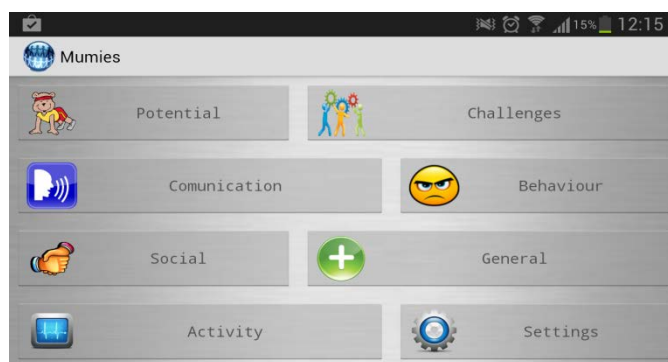 15% 12:15
Mumies
Potential Challenges
Comunication Behaviour
Social General
Activity Settings